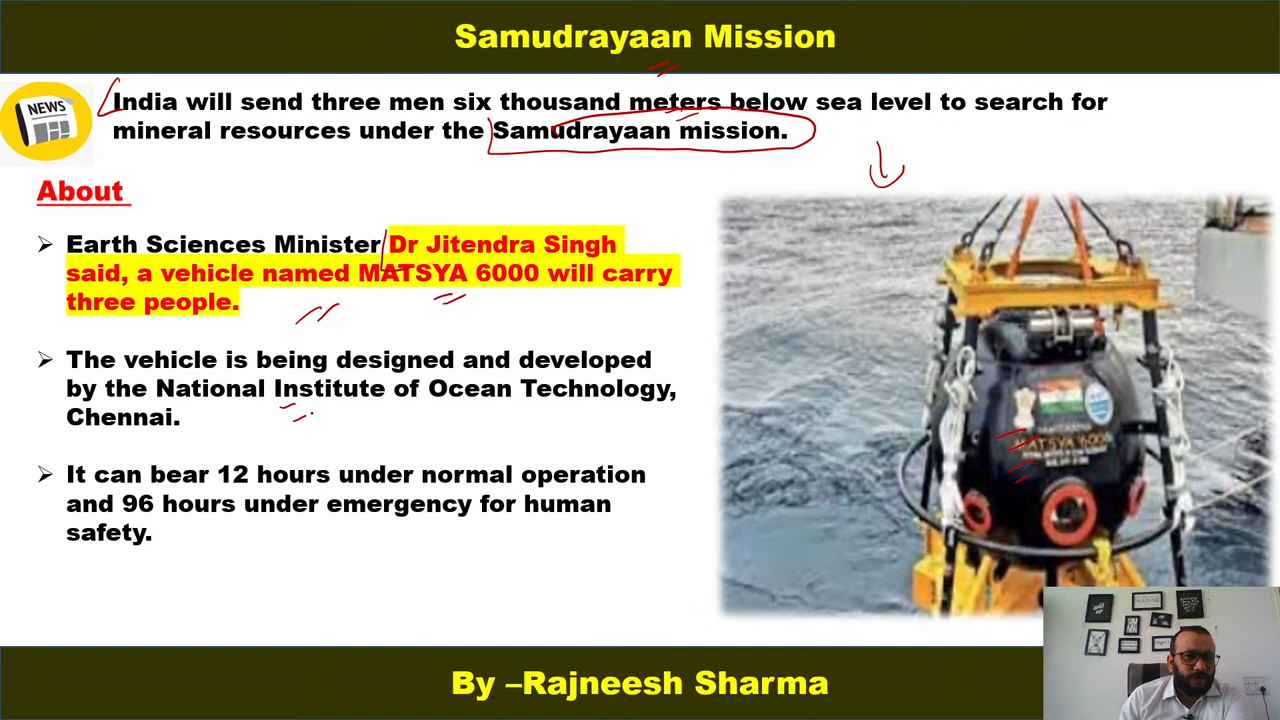 Samudrayaan Mission
NEWS
India will send three men six thousand meters below sea level to search for
mineral resources under the Samudrayaan mission.
About
➢ Earth Sciences Minister Dr Jitendra Singh
said, a vehicle named MATSYA 6000 will carry
three people.
➢ The vehicle is being designed and developed
by the National Institute of Ocean Technology,
Chennai.
➢ It can bear 12 hours under normal operation
and 96 hours under emergency for human
safety.
MATSYA 6000
By –Rajneesh Sharma